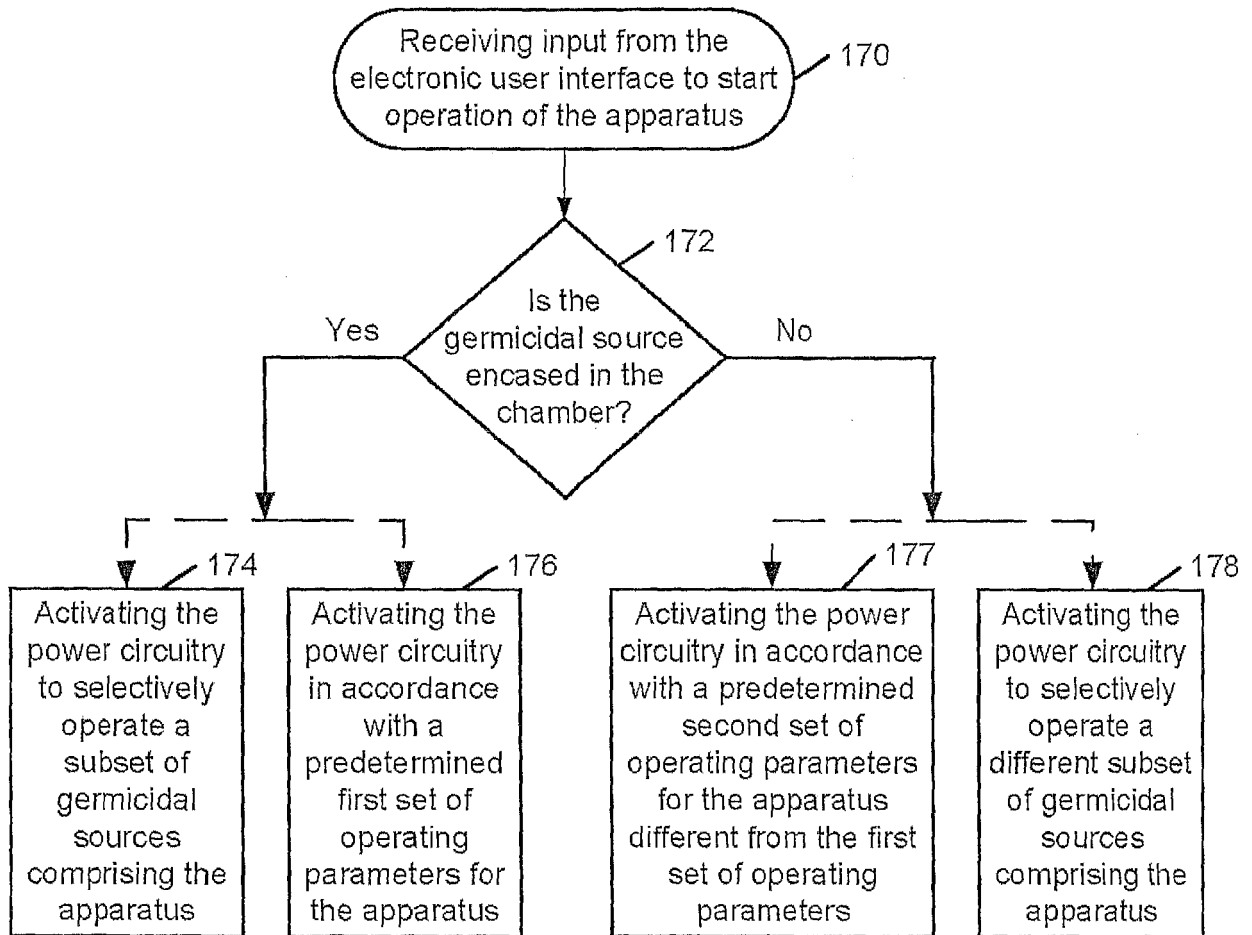 Receiving input from the
electronic user interface to start
operation of the apparatus
170
172
Is the
germicidal source
encased in the
chamber?
Yes
No
174
Activating the
power circuitry
to selectively
operate a
subset of
germicidal
sources
comprising the
apparatus
176
Activating the
power circuitry
in accordance
with a
predetermined
first set of
operating
parameters for
the apparatus
177
Activating the power
circuitry in accordance
with a predetermined
second set of
operating parameters
for the apparatus
different from the first
set of operating
parameters
178
Activating the
power circuitry
to selectively
operate a
different subset
of germicidal
sources
comprising the
apparatus